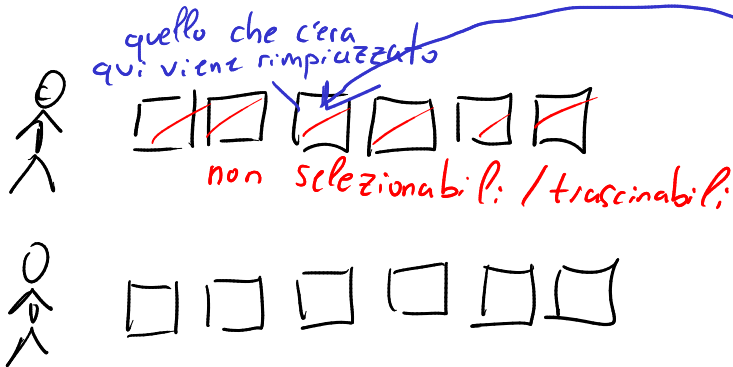 quello che c'era
qui viene rimpiazzato
non selezionabili / trascinabili